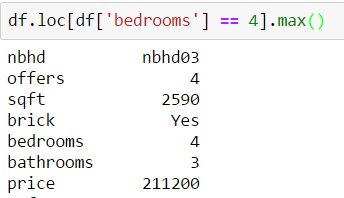 df.loc[df['bedrooms'] == 4].max()
nbhd nbhd03
offers 4
sqft 2590
brick Yes
bedrooms 4
bathrooms 3
price 211200